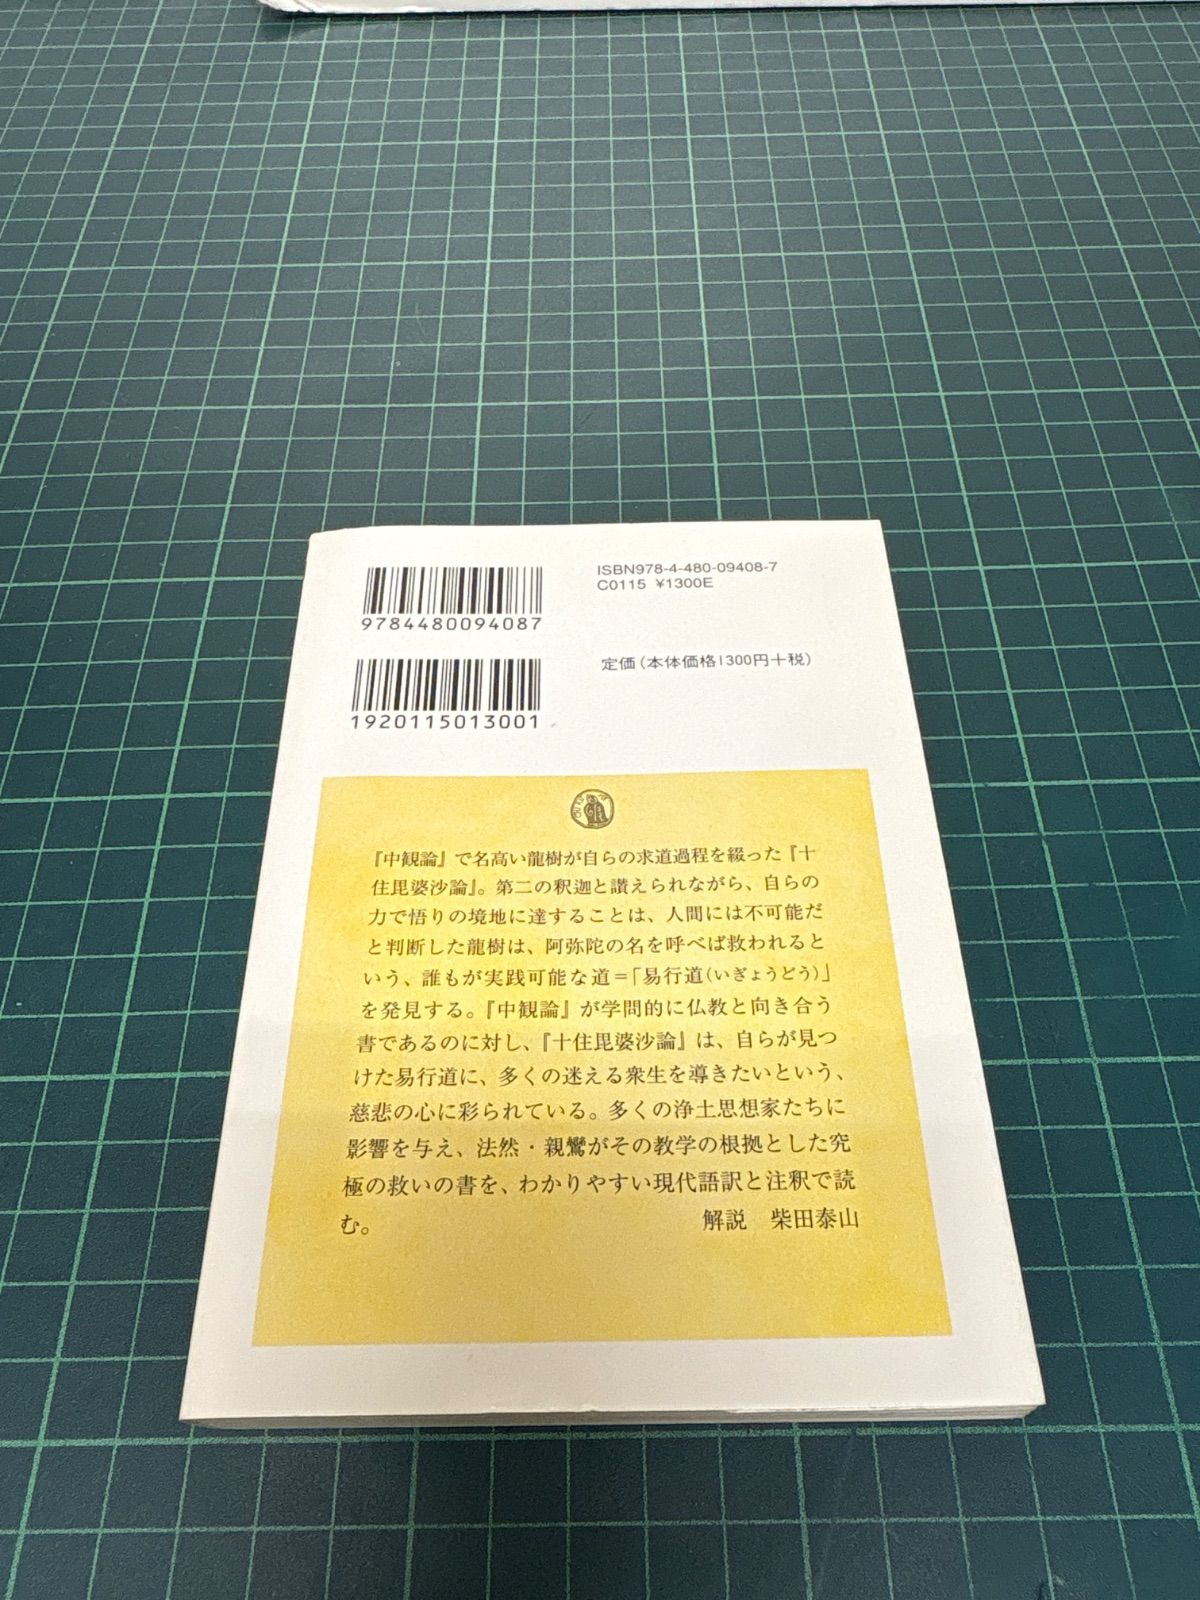 9784480094087
ISBN978-4-480-09408-7
C0115 ¥1300E
1920115013001
定価(本体価格1300円+税)
『中観論』で名高い龍樹が自らの求道過程を綴った『十
住毘婆沙論』。第二の釈迦と讃えられながら、自らの
力で悟りの境地に達することは、人間には不可能だ
と判断した龍樹は、阿弥陀の名を呼べば救われると
いう、誰もが実践可能な道=「易行道(いぎょうどう)」
を発見する。『中観論』が学問的に仏教と向き合う
書であるのに対し、『十住毘婆沙論』は、自らが見つ
けた易行道に、多くの迷える衆生を導きたいという、
慈悲の心に彩られている。多くの浄土思想家たちに
影響を与え、法然・親鸞がその教学の根拠とした究
極の救いの書を、わかりやすい現代語訳と注釈で読
む。 解説 柴田泰山